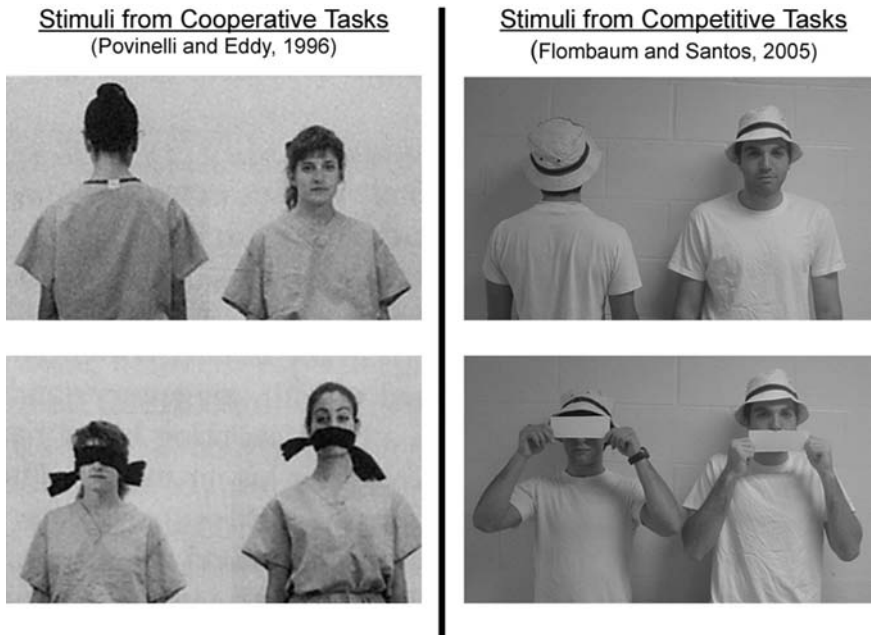 Stimuli from Cooperative Tasks
(Povinelli and Eddy, 1996)
Stimuli from Competitive Tasks
(Flombaum and Santos, 2005)